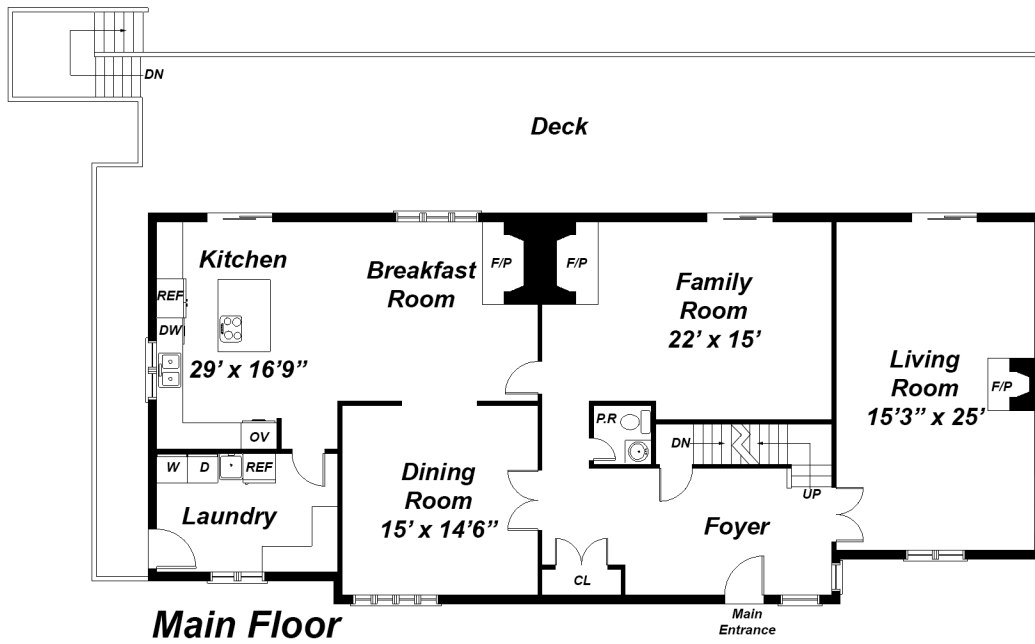 DN
Deck
Kitchen
Breakfast
Room
F/P
F/P
Family
Room
22’ x 15’
REF
DW
29’ x 16’9”
Living
Room
15’3” x 25’
F/P
P.R
OV
DN
W
D
REF
Dining
Room
15’ x 14’6”
UP
Laundry
Foyer
CL
Main Floor
Main
Entrance